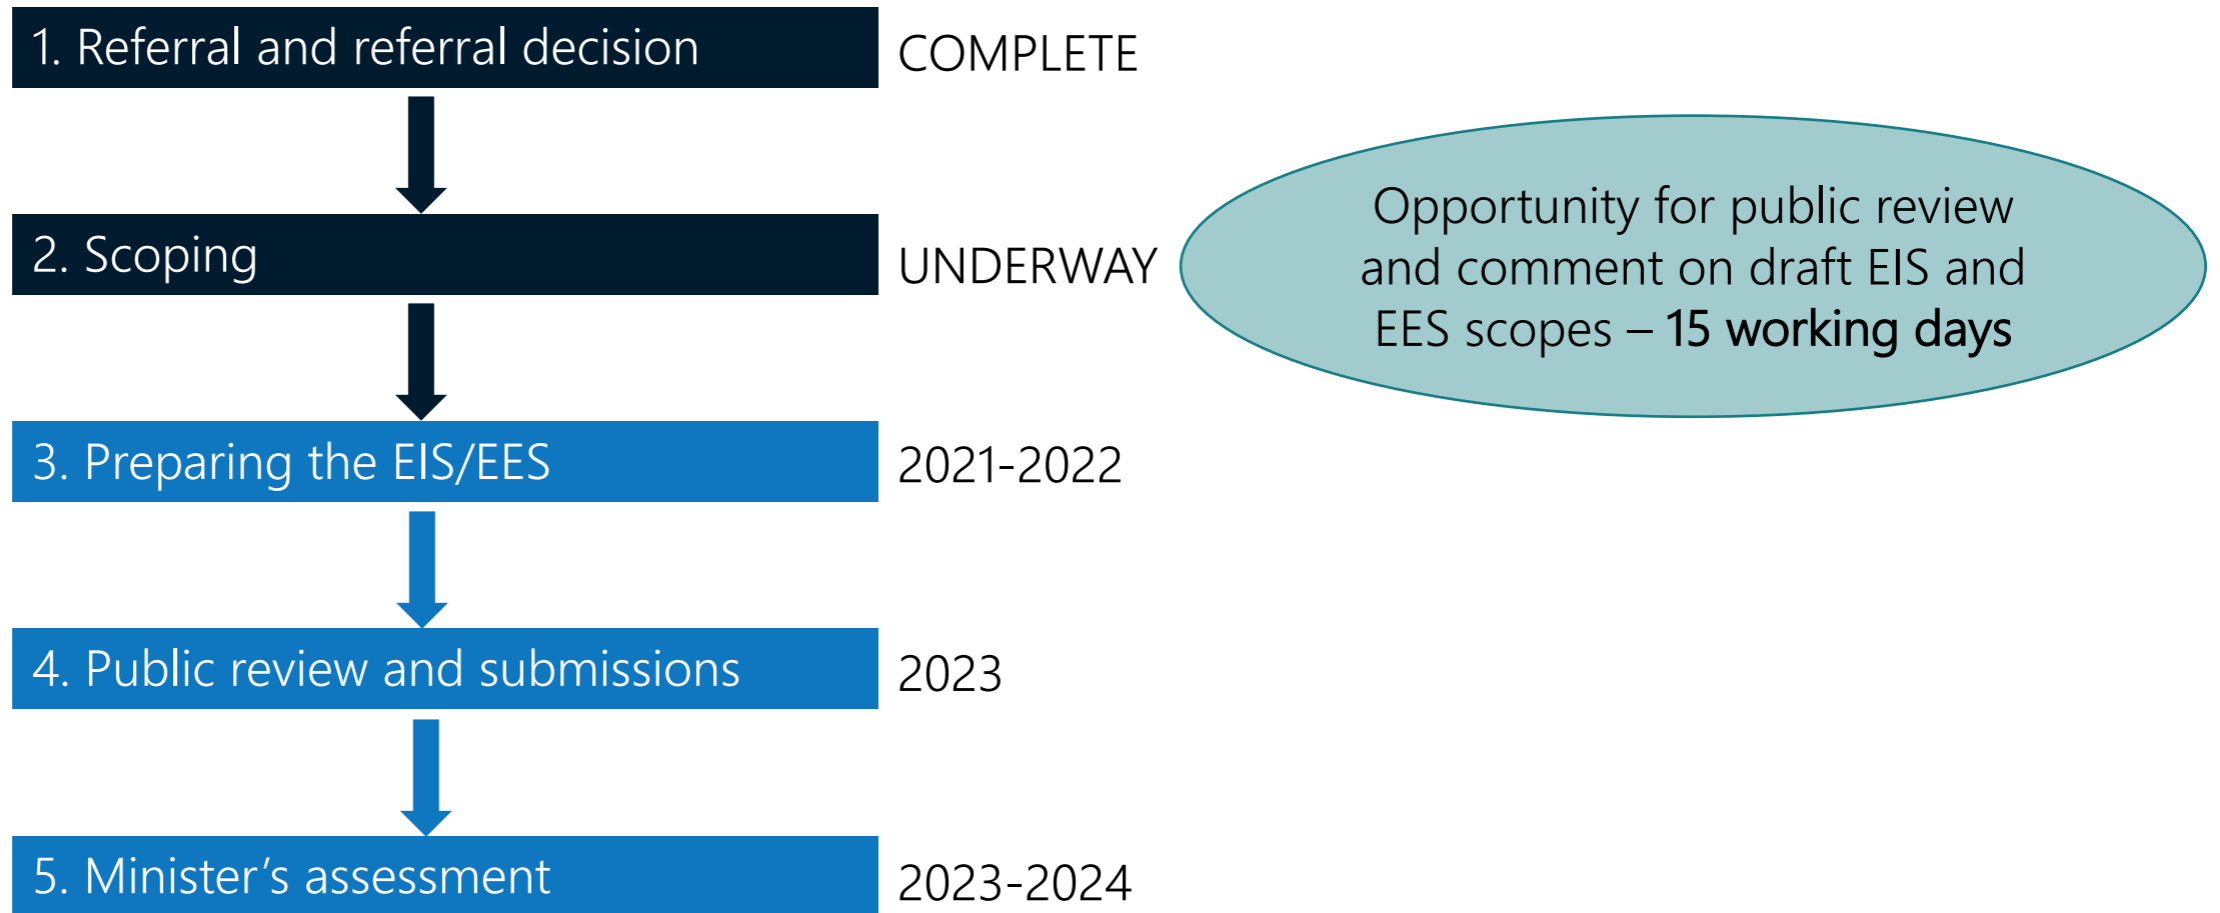 1. Referral and referral decision
COMPLETE
2. Scoping
UNDERWAY
Opportunity for public review
and comment on draft EIS and
EES scopes – 15 working days
3. Preparing the EIS/EES
2021-2022
4. Public review and submissions
2023
5. Minister’s assessment
2023-2024